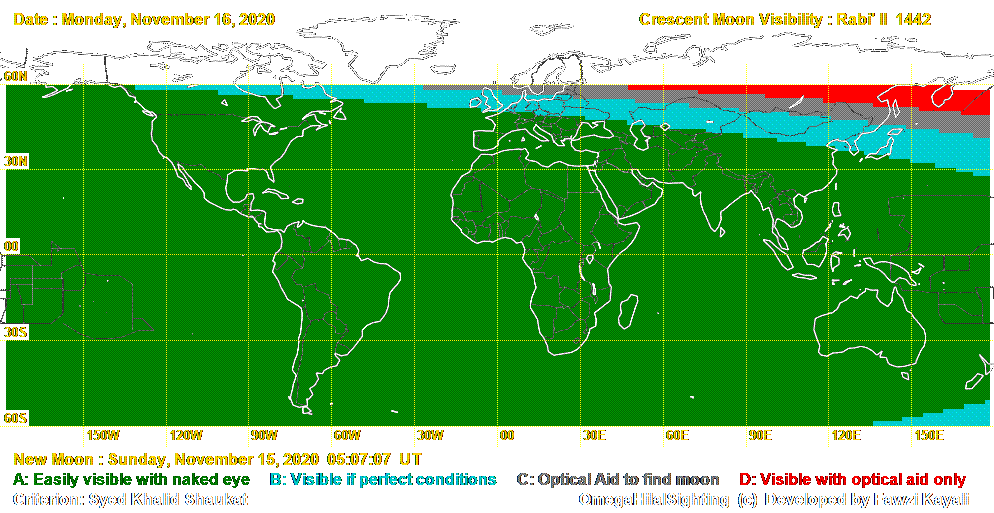 Date : Monday, November 16, 2020 Crescent Moon Visibility : Rabi' II 1442
60N
30N
00
30S
60S
150W 120W 90W 60W 30W 00 30E 60E 90E 120E 150E
New Moon : Sunday, November 15, 2020 05:07:07 UT
A: Easily visible with naked eye B: Visible if perfect conditions C: Optical Aid to find moon D: Visible with optical aid only
Criterion: Syed Khalid Shaukat OmegaHilalSighting (c) Developed by Fawzi Kayali